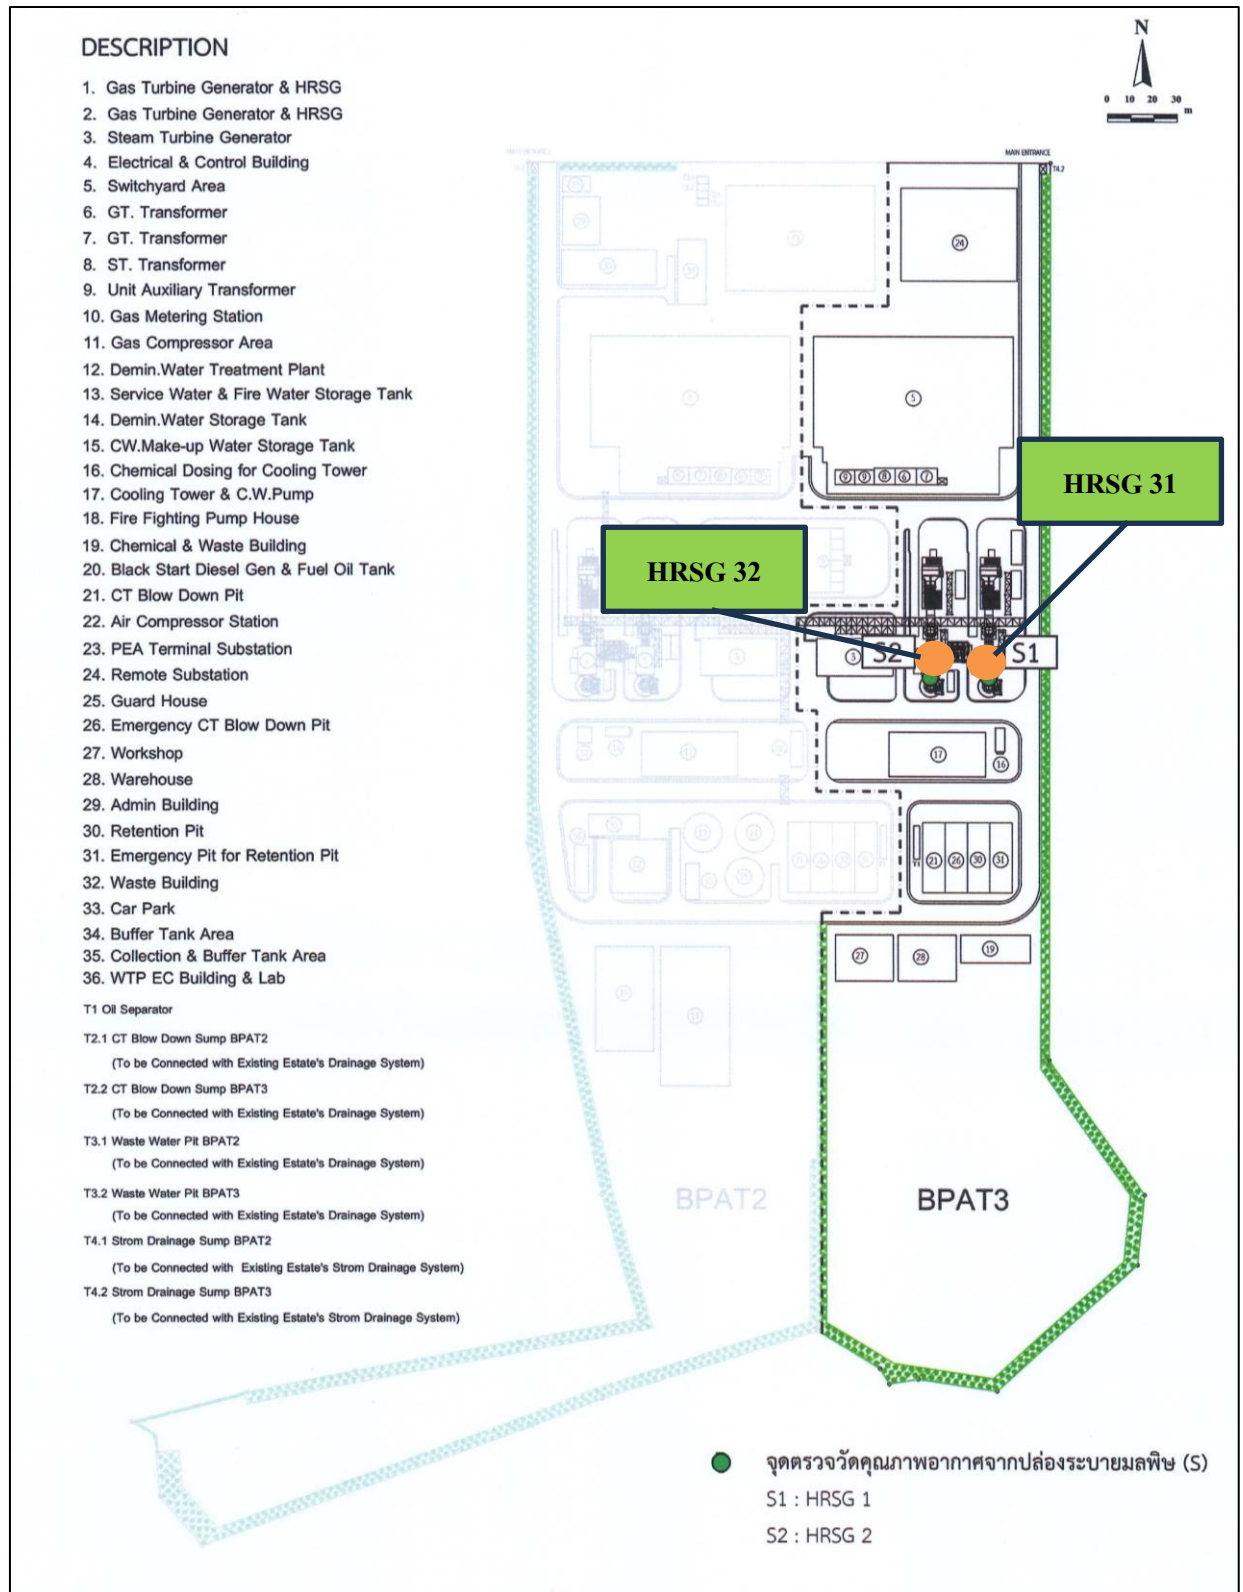 DESCRIPTION
1. Gas Turbine Generator & HRSG
2. Gas Turbine Generator & HRSG
3. Steam Turbine Generator
4. Electrical & Control Building
5. Switchyard Area
6. GT. Transformer
7. GT. Transformer
8. ST. Transformer
9. Unit Auxiliary Transformer
10. Gas Metering Station
11. Gas Compressor Area
12. Demin.Water Treatment Plant
13. Service Water & Fire Water Storage Tank
14. Demin.Water Storage Tank
15. CW.Make-up Water Storage Tank
16. Chemical Dosing for Cooling Tower
17. Cooling Tower & C.W.Pump
18. Fire Fighting Pump House
19. Chemical & Waste Building
20. Black Start Diesel Gen & Fuel Oil Tank
21. CT Blow Down Pit
22. Air Compressor Station
23. PEA Terminal Substation
24. Remote Substation
25. Guard House
26. Emergency CT Blow Down Pit
27. Workshop
28. Warehouse
29. Admin Building
30. Retention Pit
31. Emergency Pit for Retention Pit
32. Waste Building
33. Car Park
34. Buffer Tank Area
35. Collection & Buffer Tank Area
36. WTP EC Building & Lab
T1 Oil Separator
T2.1 CT Blow Down Sump BPAT2
(To be Connected with Existing Estate's Drainage System)
T2.2 CT Blow Down Sump BPAT3
(To be Connected with Existing Estate's Drainage System)
T3.1 Waste Water Pit BPAT2
(To be Connected with Existing Estate's Drainage System)
T3.2 Waste Water Pit BPAT3
(To be Connected with Existing Estate's Drainage System)
T4.1 Strom Drainage Sump BPAT2
(To be Connected with Existing Estate's Strom Drainage System)
T4.2 Strom Drainage Sump BPAT3
(To be Connected with Existing Estate's Strom Drainage System)
N
0 10 20 30 m
MAIN ENTRANCE
T4.2
24
5
9 9 8 6 7
HRSG 31
HRSG 32
3
S2
S1
17
16
21 26 30 31
27
28
19
BPAT2
BPAT3
จุดตรวจวัดคุณภาพอากาศจากปล่องระบายมลพิษ (S)
S1 : HRSG 1
S2 : HRSG 2